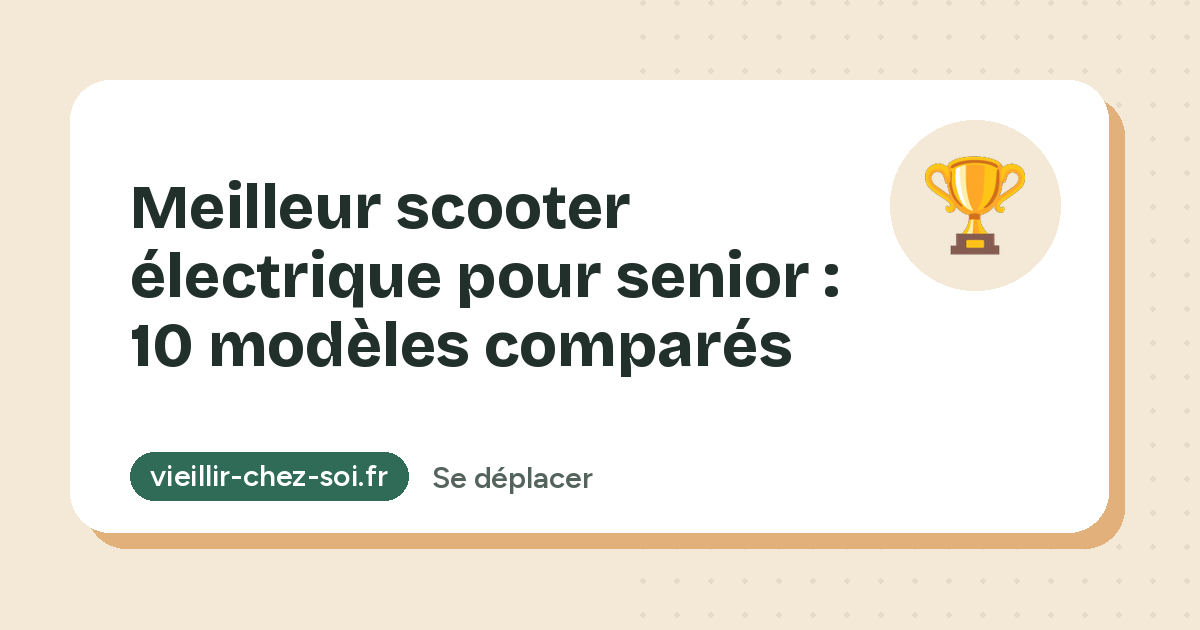 Meilleur scooter
électrique pour senior :
10 modèles comparés
vieillir-chez-soi.fr
Se déplacer